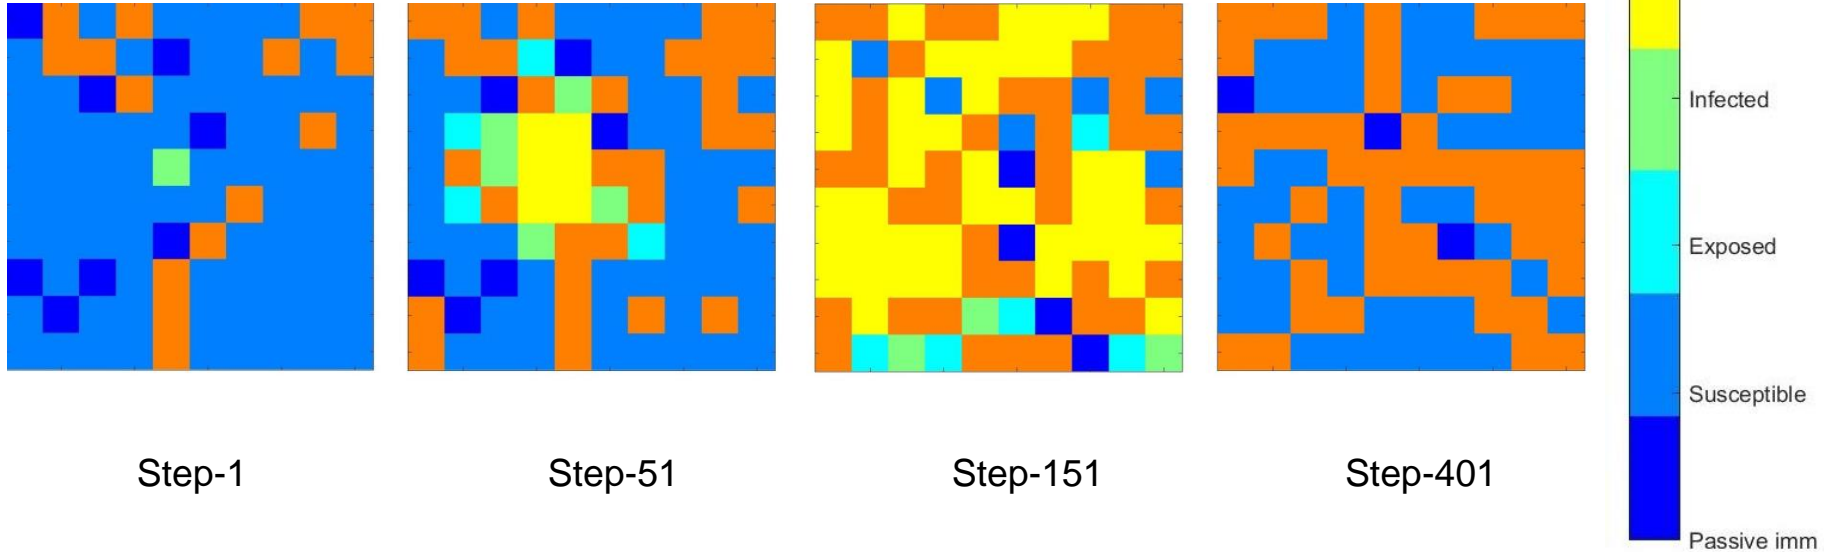 Infected
Exposed
Susceptible
Passive imm
Step-1
Step-51
Step-151
Step-401